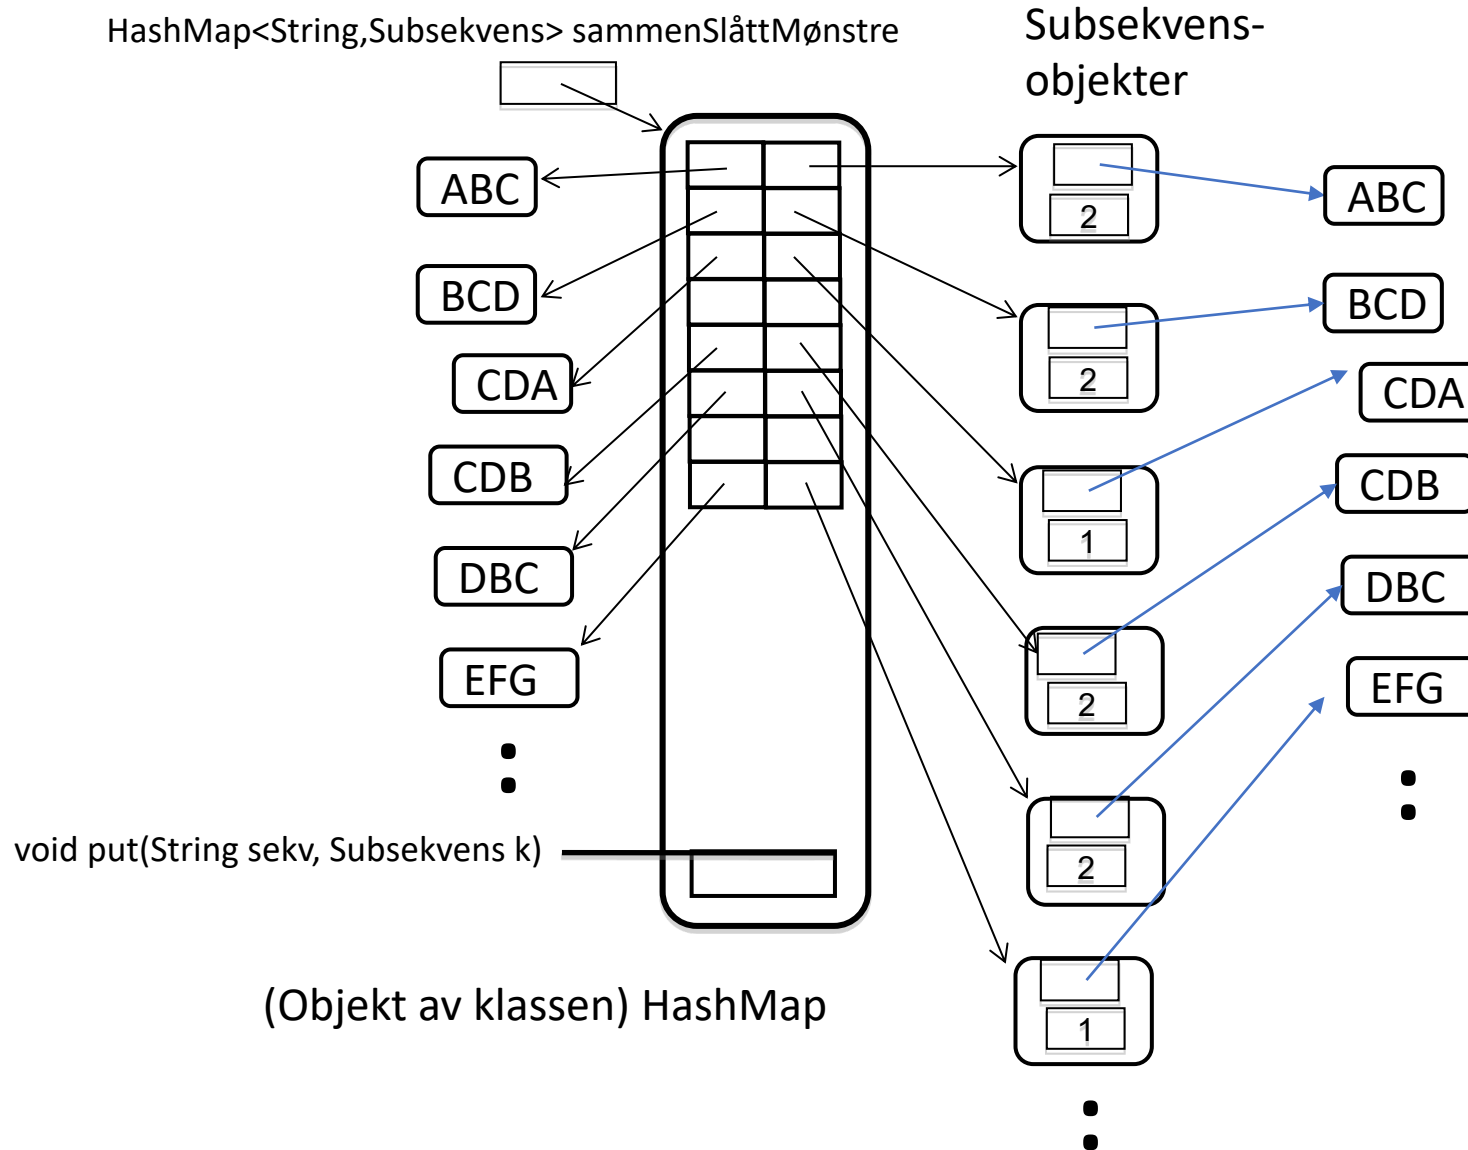 HashMap<String,Subsekvens> sammenSlåttMønstre
Subsekvens-
objekter
ABC
BCD
CDA
CDB
DBC
EFG
2
2
1
2
2
1
ABC
BCD
CDA
CDB
DBC
EFG
void put(String sekv, Subsekvens k)
(Objekt av klassen) HashMap